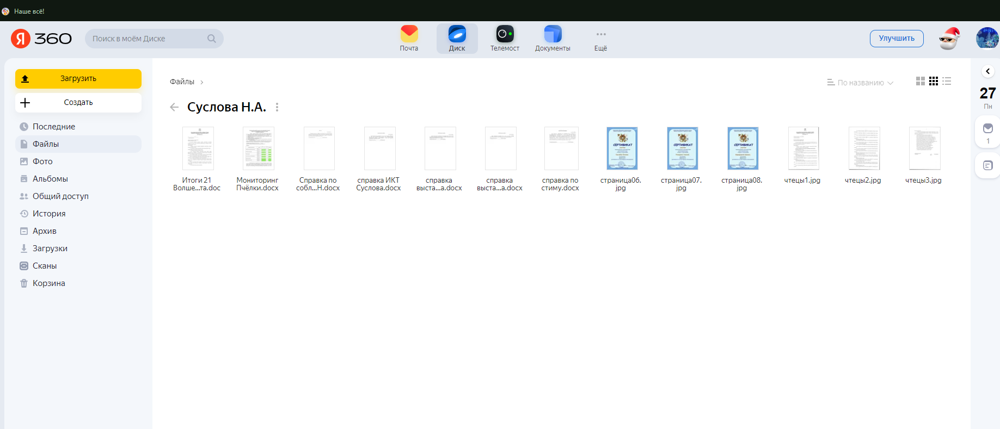 Наше всё!
Я 360
Поиск в моём Диске
Почта
Диск
Телемост
Документы
Ещё
Улучшить
Загрузить
Создать
Последние
Файлы
Фото
Альбомы
Общий доступ
История
Архив
Загрузки
Сканы
Корзина
Файлы
По названию
Суслова Н.А.
Итоги 21
Волше...та.doc
Мониторинг
Пчёлки.docx
Справка по
собл...Н.docx
справка ИКТ
Суслова.docx
справка
выста...а.docx
справка
выста...а.docx
справка по
стиму.docx
СЕРТИФИКАТ
страница06.
jpg
СЕРТИФИКАТ
страница07.
jpg
СЕРТИФИКАТ
страница08.
jpg
чтецы1.jpg
чтецы2.jpg
чтецы3.jpg
27
Пн
1